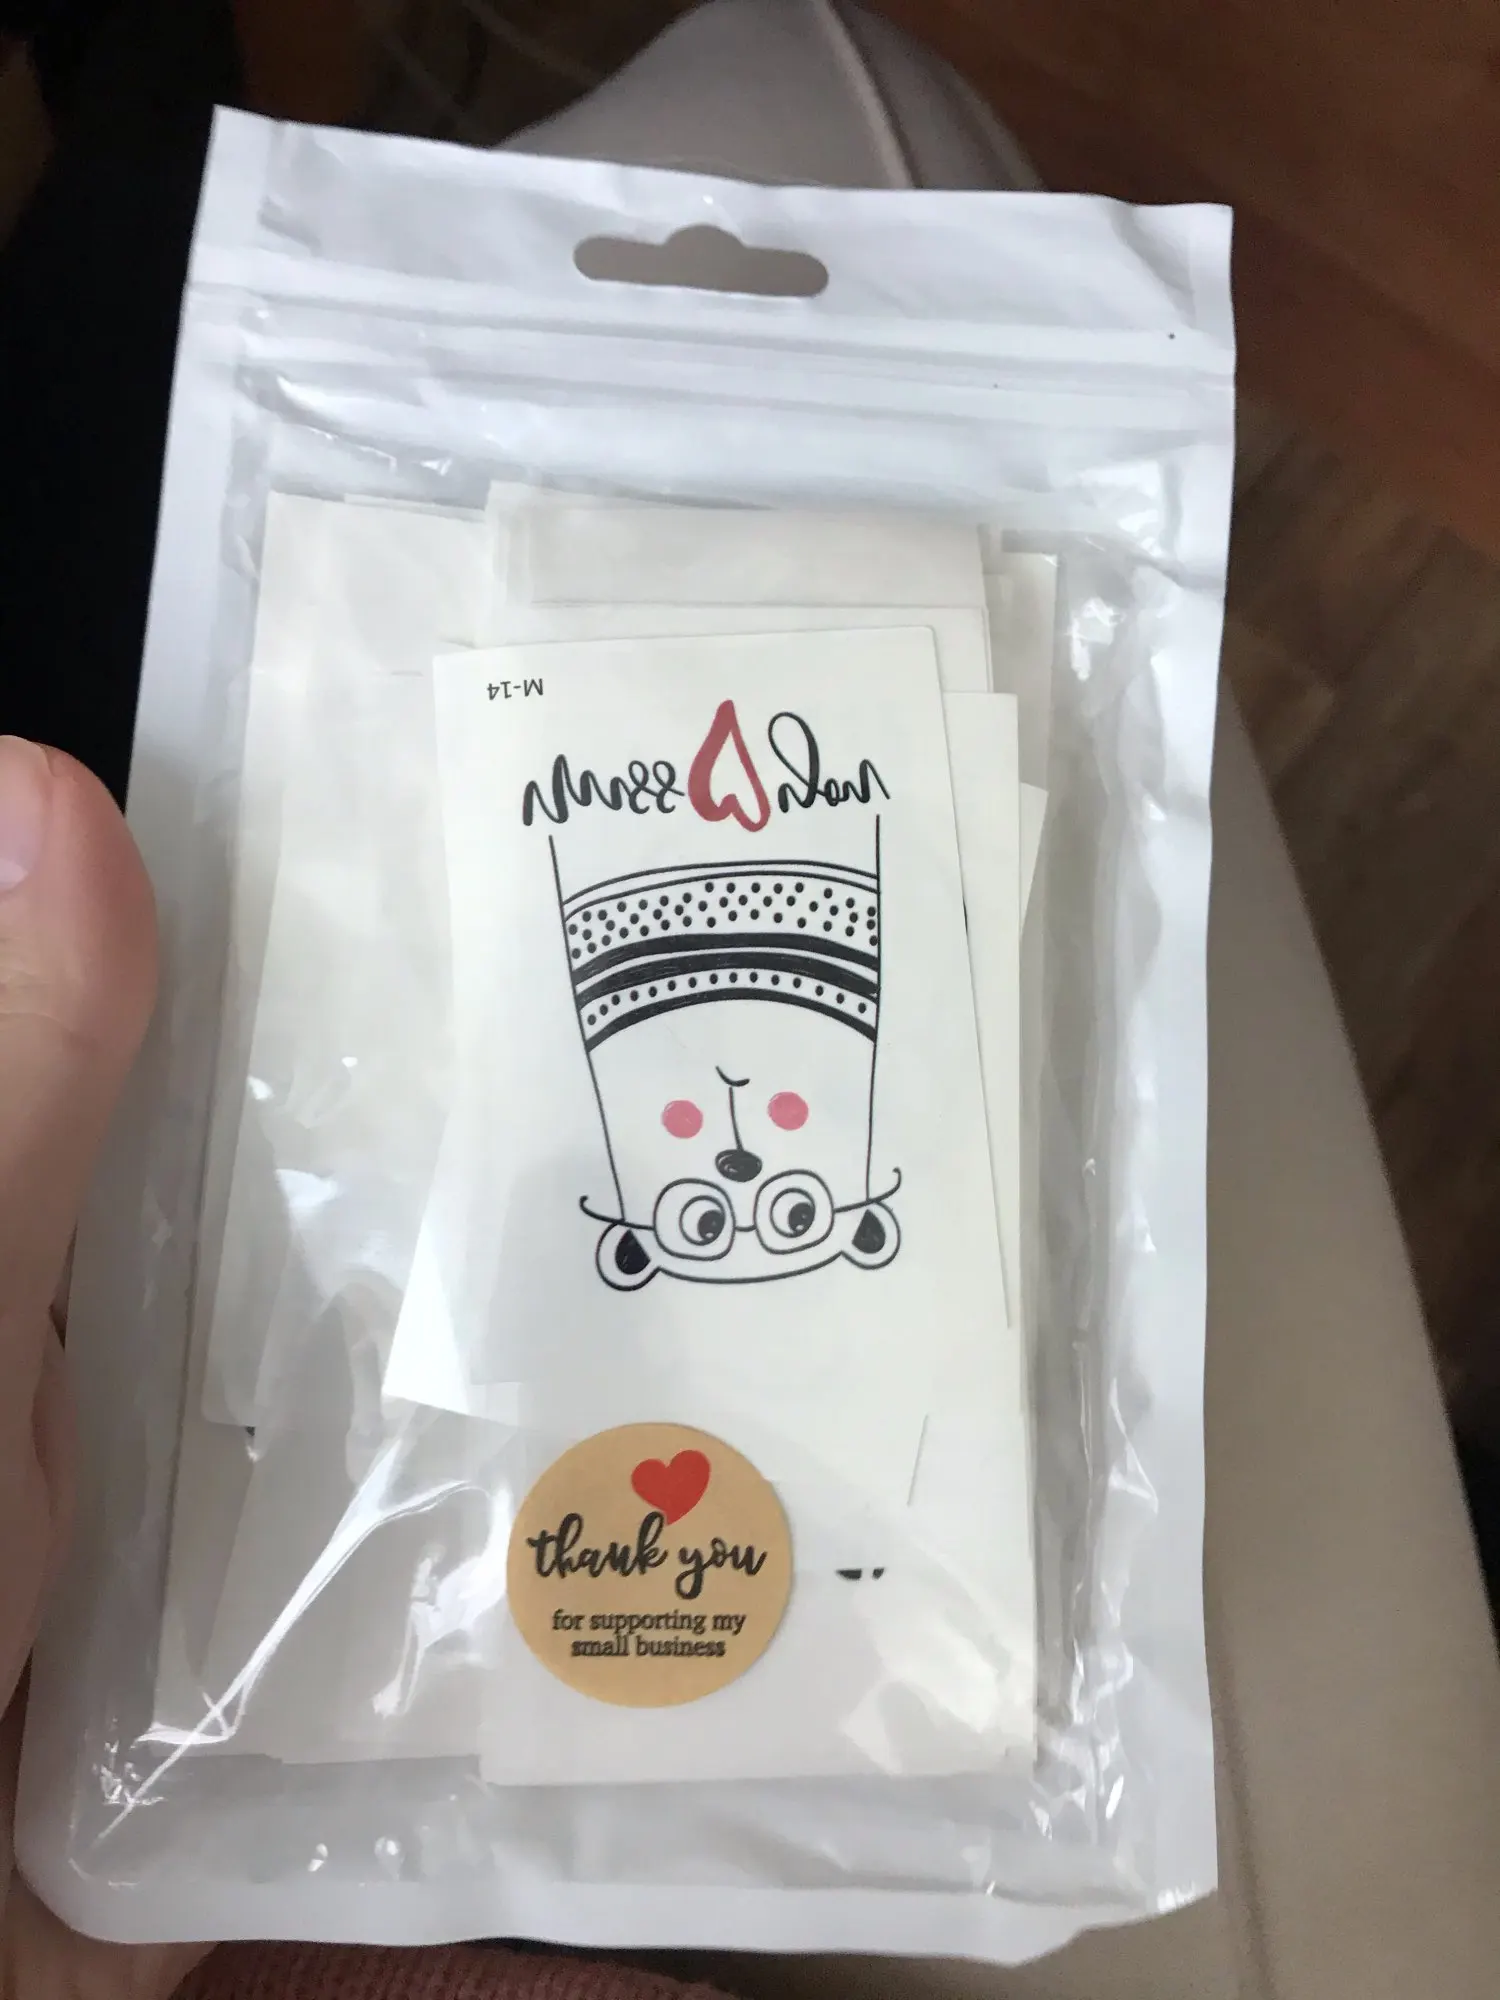 M-14
Miss you
thank you
for supporting my
small business